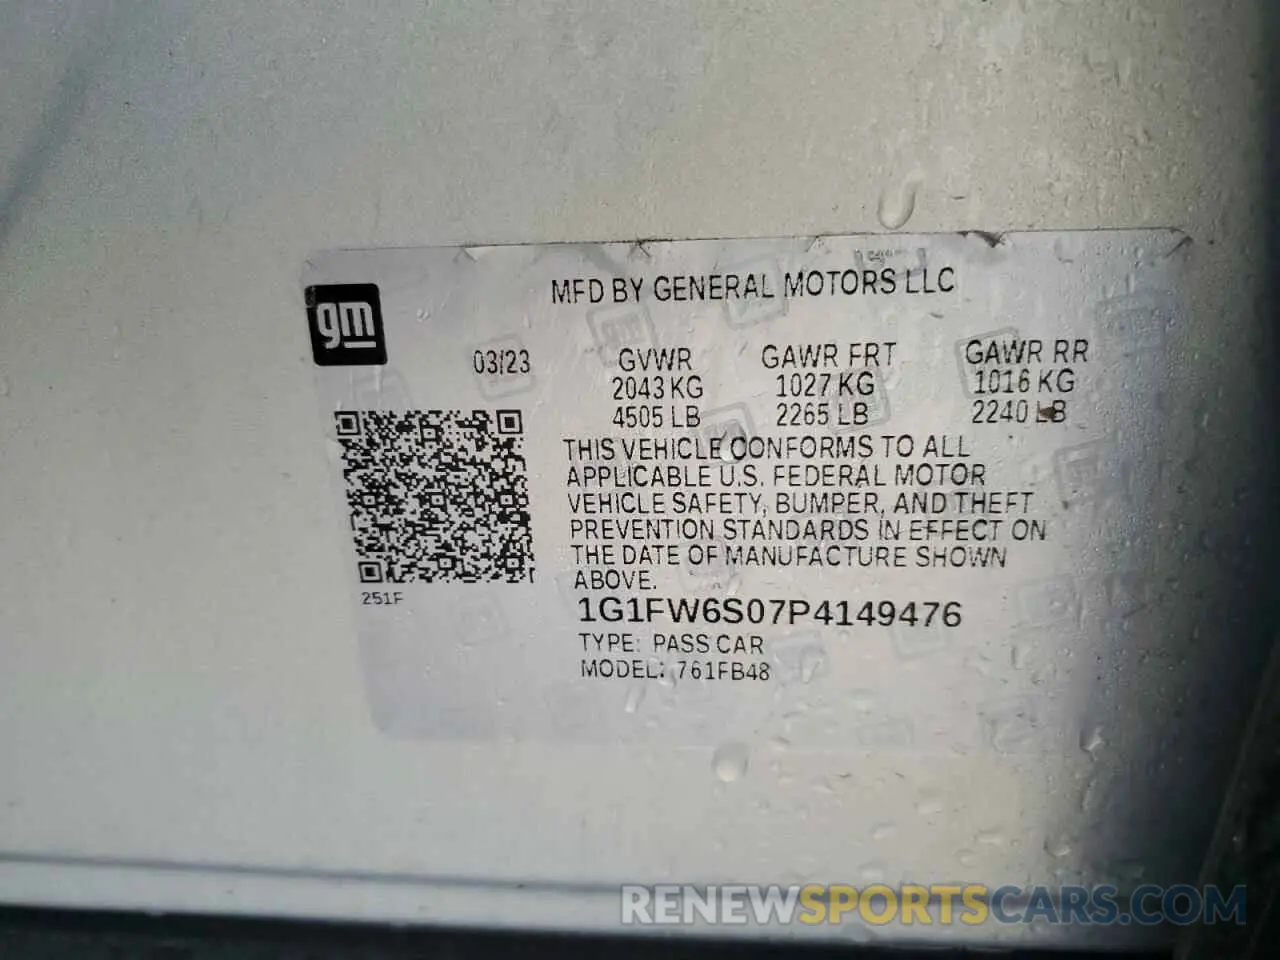 MFD BY GENERAL MOTORS LLC
gm
03/23 GVWR GAWR FRT GAWR RR
2043 KG 1027 KG 1016 KG
4505 LB 2265 LB 2240 LB
THIS VEHICLE CONFORMS TO ALL
APPLICABLE U.S. FEDERAL MOTOR
VEHICLE SAFETY, BUMPER, AND THEFT
PREVENTION STANDARDS IN EFFECT ON
THE DATE OF MANUFACTURE SHOWN
ABOVE.
251F
1G1FW6S07P4149476
TYPE: PASS CAR
MODEL: 761FB48
RENEWSPORTSCARS.COM